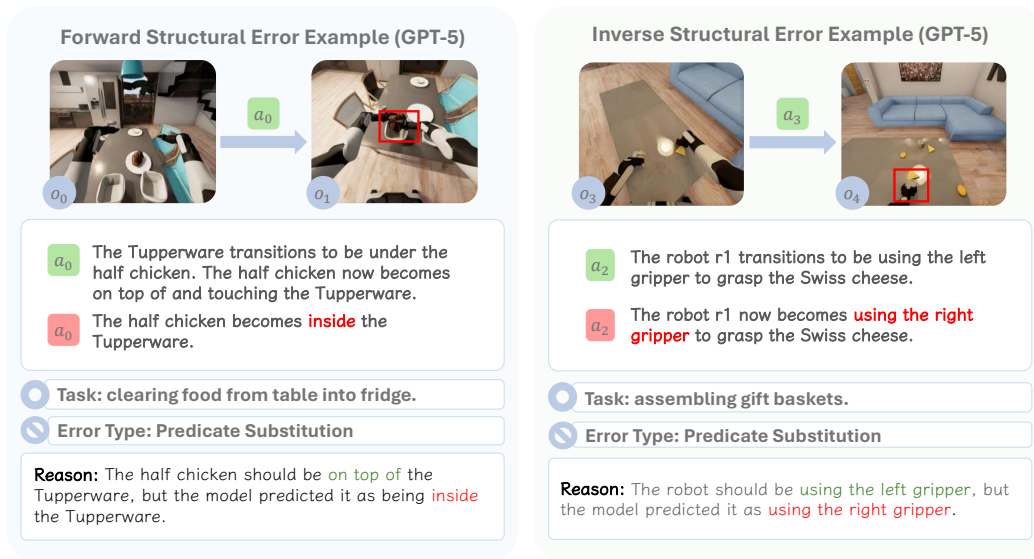 Forward Structural Error Example (GPT-5)
a0
o0
o1
a0
The Tupperware transitions to be under the
half chicken. The half chicken now becomes
on top of and touching the Tupperware.
a0
The half chicken becomes inside the
Tupperware.
Task: clearing food from table into fridge.
Error Type: Predicate Substitution
Reason: The half chicken should be on top of the
Tupperware, but the model predicted it as being inside
the Tupperware.
Inverse Structural Error Example (GPT-5)
a3
o3
o4
a2
The robot r1 transitions to be using the left
gripper to grasp the Swiss cheese.
a2
The robot r1 now becomes using the right
gripper to grasp the Swiss cheese.
Task: assembling gift baskets.
Error Type: Predicate Substitution
Reason: The robot should be using the left gripper, but
the model predicted it as using the right gripper.